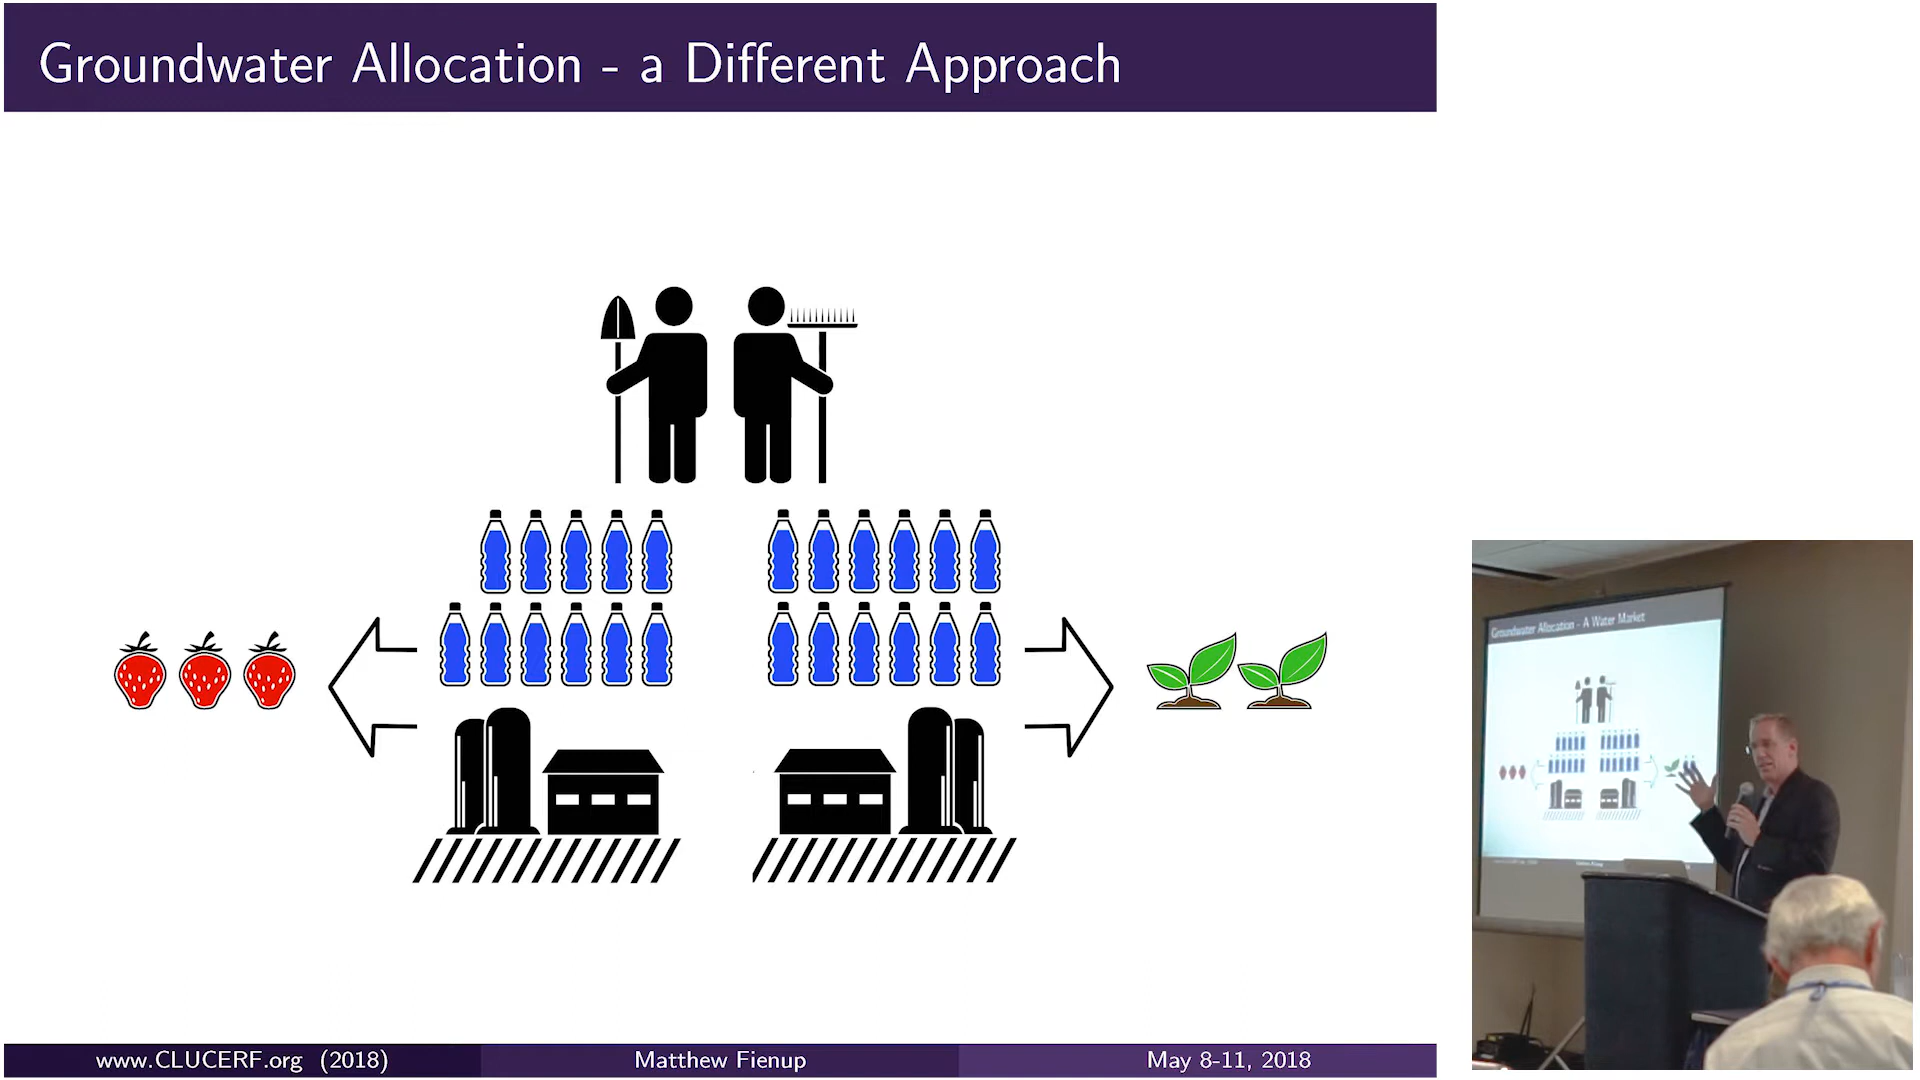 Groundwater Allocation - a Different Approach
Groundwater Allocation - A Water Market
www.CLUCERF.org (2018)
Matthew Fienup
May 8-11, 2018